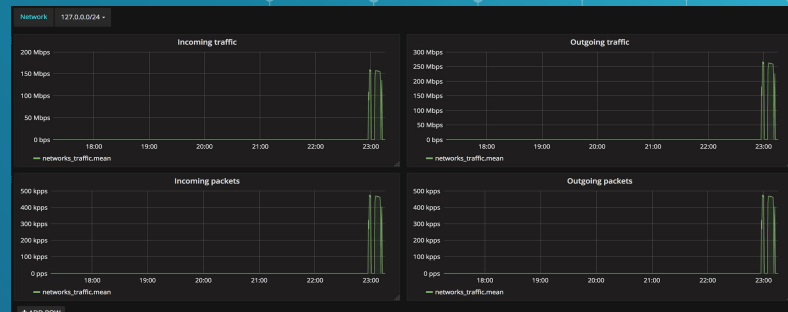 Network 127.0.0.0/24
Incoming traffic
200 Mbps
150 Mbps
100 Mbps
50 Mbps
0 bps
18:00 19:00 20:00 21:00 22:00 23:00
networks_traffic.mean
Outgoing traffic
300 Mbps
250 Mbps
200 Mbps
150 Mbps
100 Mbps
50 Mbps
0 bps
18:00 19:00 20:00 21:00 22:00 23:00
networks_traffic.mean
Incoming packets
500 kpps
400 kpps
300 kpps
200 kpps
100 kpps
0 pps
18:00 19:00 20:00 21:00 22:00 23:00
networks_traffic.mean
Outgoing packets
500 kpps
400 kpps
300 kpps
200 kpps
100 kpps
0 pps
18:00 19:00 20:00 21:00 22:00 23:00
networks_traffic.mean
ADD ROW